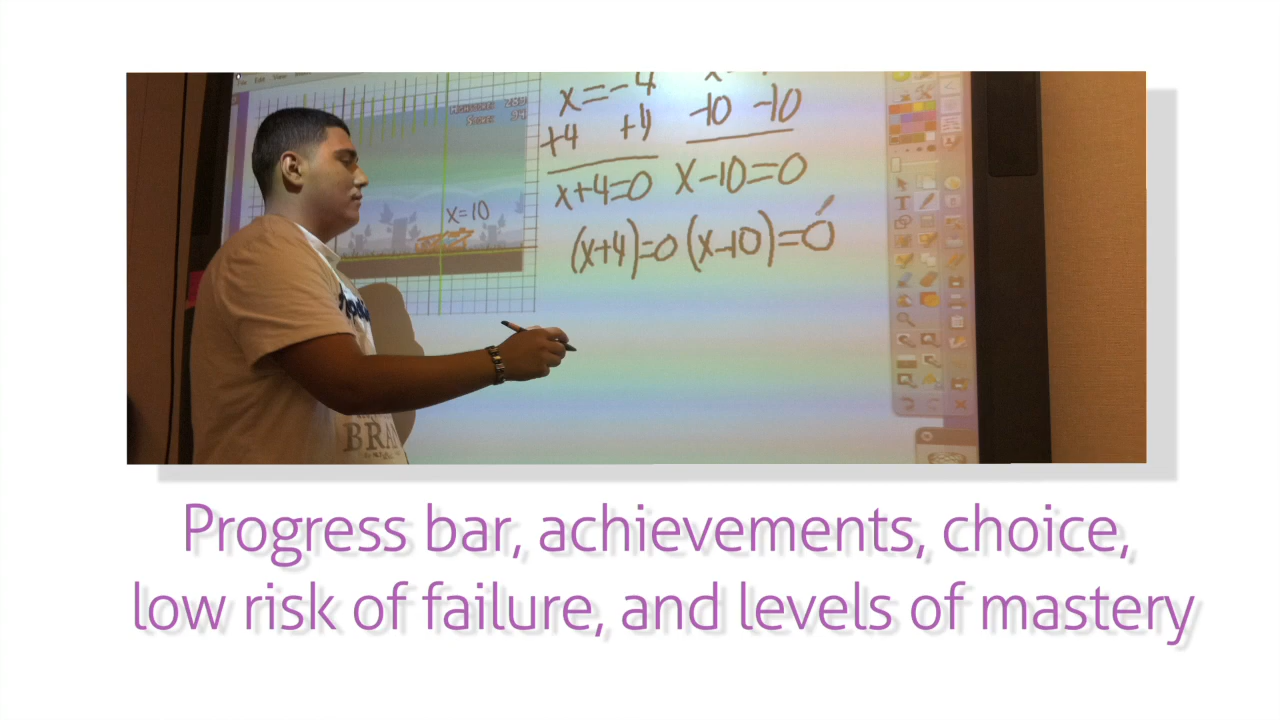 x=-4
+4 +4
-10 -10
x+4=0 x-10=0
(x+4)=0 (x-10)=0
x=10
BRA
Progress bar, achievements, choice,
low risk of failure, and levels of mastery